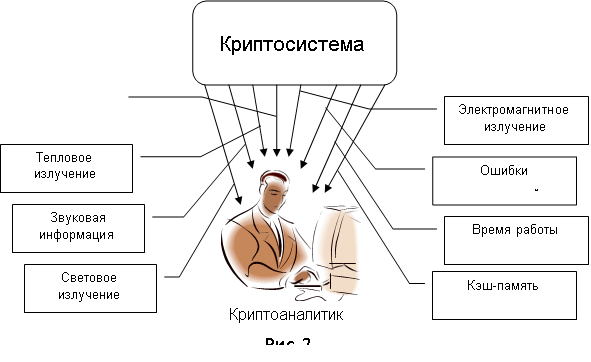 Криптосистема
Электромагнитное
излучение
Тепловое
излучение
Ошибки
Звуковая
информация
Время работы
Световое
излучение
Кэш-память
Криптоаналитик